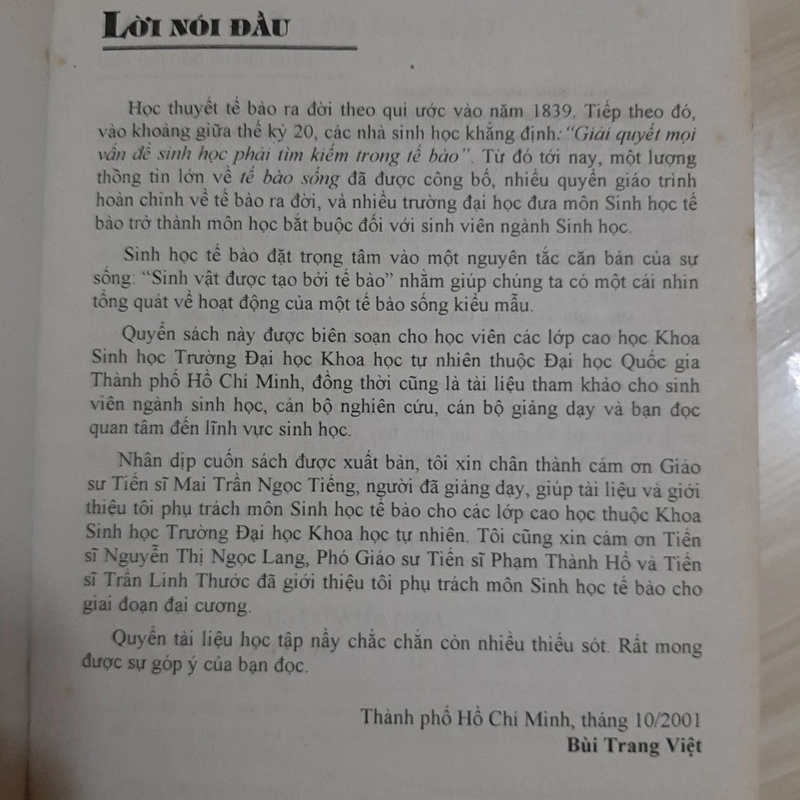 LỜI NÓI ĐẦU
Học thuyết tế bào ra đời theo qui ước vào năm 1839. Tiếp theo đó,
vào khoảng giữa thế kỷ 20, các nhà sinh học khẳng định: "Giải quyết mọi
vấn đề sinh học phải tìm kiếm trong tế bào". Từ đó tới nay, một lượng
thông tin lớn về tế bào sống đã được công bố, nhiều quyển giáo trình
hoàn chỉnh về tế bào ra đời, và nhiều trường đại học đưa môn Sinh học tế
bào trở thành môn học bắt buộc đối với sinh viên ngành Sinh học.
Sinh học tế bào đặt trọng tâm vào một nguyên tắc căn bản của sự
sống: "Sinh vật được tạo bởi tế bào" nhằm giúp chúng ta có một cái nhìn
tổng quát về hoạt động của một tế bào sống kiểu mẫu.
Quyển sách này được biên soạn cho học viên các lớp cao học Khoa
Sinh học Trường Đại học Khoa học tự nhiên thuộc Đại học Quốc gia
Thành phố Hồ Chí Minh, đồng thời cũng là tài liệu tham khảo cho sinh
viên ngành sinh học, cán bộ nghiên cứu, cán bộ giảng dạy và bạn đọc
quan tâm đến lĩnh vực sinh học.
Nhân dịp cuốn sách được xuất bản, tôi xin chân thành cám ơn Giáo
sư Tiến sĩ Mai Trần Ngọc Tiếng, người đã giảng dạy, giúp tài liệu và giới
thiệu tôi phụ trách môn Sinh học tế bào cho các lớp cao học thuộc Khoa
Sinh học Trường Đại học Khoa học tự nhiên. Tôi cũng xin cám ơn Tiến
sĩ Nguyễn Thị Ngọc Lang, Phó Giáo sư Tiến sĩ Phạm Thành Hổ và Tiến
sĩ Trần Linh Thước đã giới thiệu tôi phụ trách môn Sinh học tế bào cho
giai đoạn đại cương.
Quyển tài liệu học tập nầy chắc chắn còn nhiều thiếu sót. Rất mong
được sự góp ý của bạn đọc.
Thành phố Hồ Chí Minh, tháng 10/2001
Bùi Trang Việt